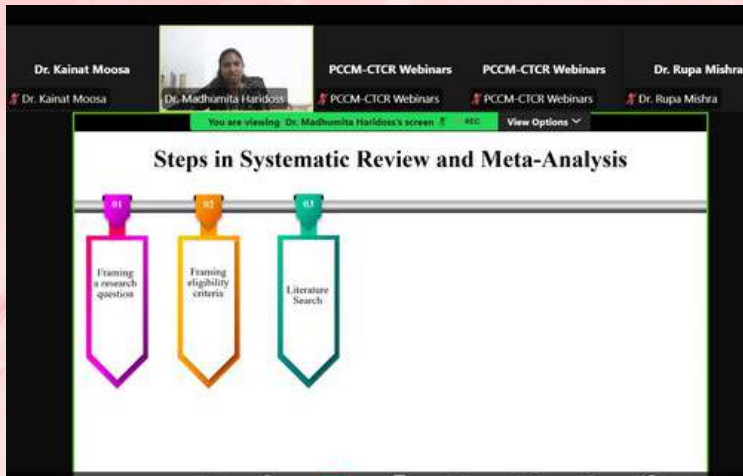 Dr. Kainat Moosa
PCCM-CTCR Webinars
PCCM-CTCR Webinars
Dr. Rupa Mishra
Dr. Kainat Moosa
Dr. Madhumita Haridoss
PCCM-CTCR Webinars
PCCM-CTCR Webinars
Dr. Rupa Mishra
You are viewing Dr. Madhumita Haridoss's screen
REC
View Options
Steps in Systematic Review and Meta-Analysis
01
02
03
Framing
a research
question
Framing
eligibility
criteria
Literature
Search